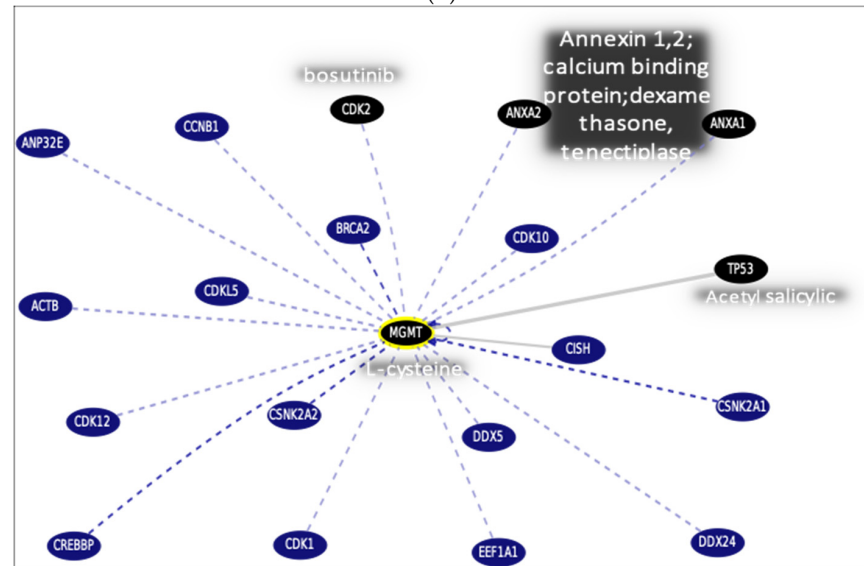 Annexin 1,2;
calcium binding
protein;dexame
thasone,
tenectiplase
bosutinib
CDK2
ANXA2
ANXA1
CCNB1
ANP32E
BRCA2
CDK10
TP53
Acetyl salicylic
CDKL5
ACTB
MGMT
CISH
L-cysteine
CSNK2A1
CSNK2A2
CDK12
DDX5
CREBBP
CDK1
EEF1A1
DDX24